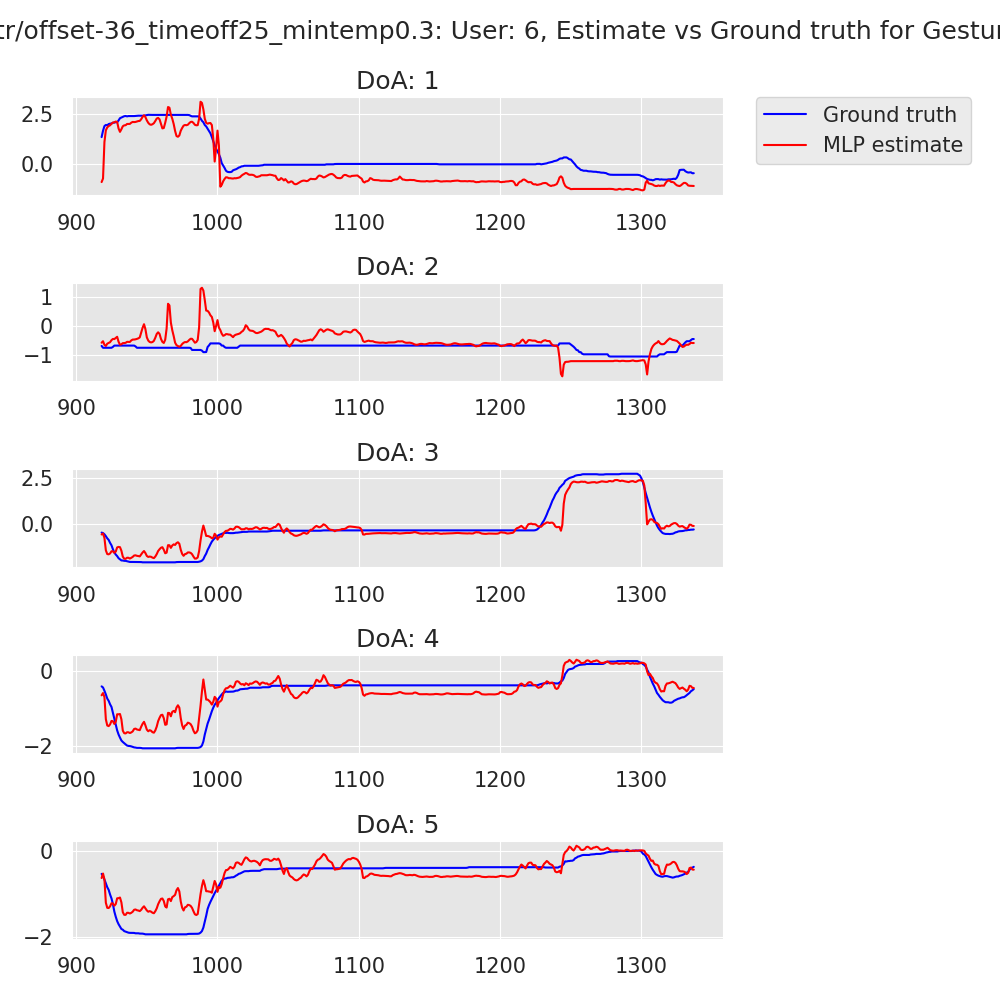 tr/offset-36_timeoff25_mintemp0.3: User: 6, Estimate vs Ground truth for Gestur
DoA: 1
2.5
0.0
900 1000 1100 1200 1300
Ground truth
MLP estimate
DoA: 2
1
0
−1
900 1000 1100 1200 1300
DoA: 3
2.5
0.0
900 1000 1100 1200 1300
DoA: 4
0
−2
900 1000 1100 1200 1300
DoA: 5
0
−2
900 1000 1100 1200 1300